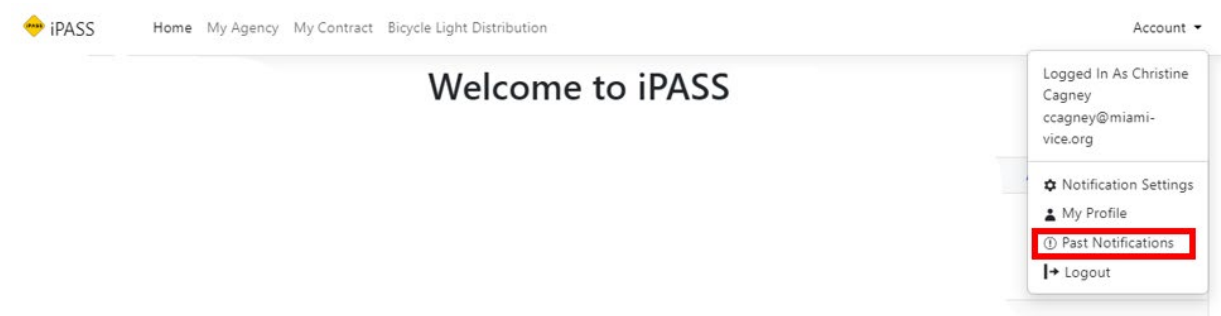 iPASS
Home My Agency My Contract Bicycle Light Distribution
Account
Welcome to iPASS
Logged In As Christine
Cagney
ccagney@miami-
vice.org
Notification Settings
My Profile
Past Notifications
Logout